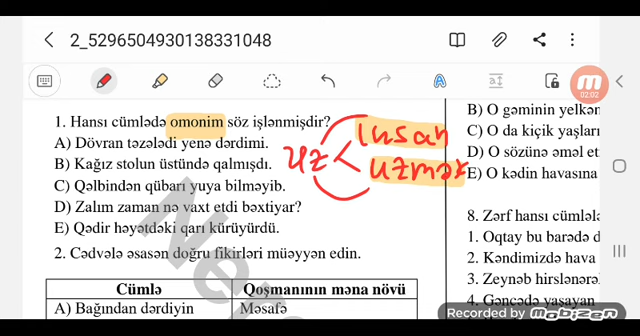 2_5296504930138331048
02:02
1. Hansı cümlədə omonim söz işlənmişdir?
A) Dövran təzələdi yenə dərdimi.
B) Kağız stolun üstündə qalmışdı.
C) Qəlbindən qübarı yuya bilməyib.
D) Zalım zaman nə vaxt etdi bəxtiyar?
E) Qədir həyətdəki qarı kürüyürdü.
2. Cədvələ əsasən doğru fikirləri müəyyən edin.
Cümlə Qoşmanının məna növü
A) Bağından dərdiyin Məsafə
üz insan
üzmək
B) O gəminin yelkən
C) O da kiçik yaşları
D) O sözünə əməl et
E) O kədin havasına
8. Zərf hansı cümlələ
1. Oqtay bu barədə d
2. Kəndimizdə hava
3. Zeynəb hirslənərə
4. Gəncədə yaşayan
Recorded by
mobizen